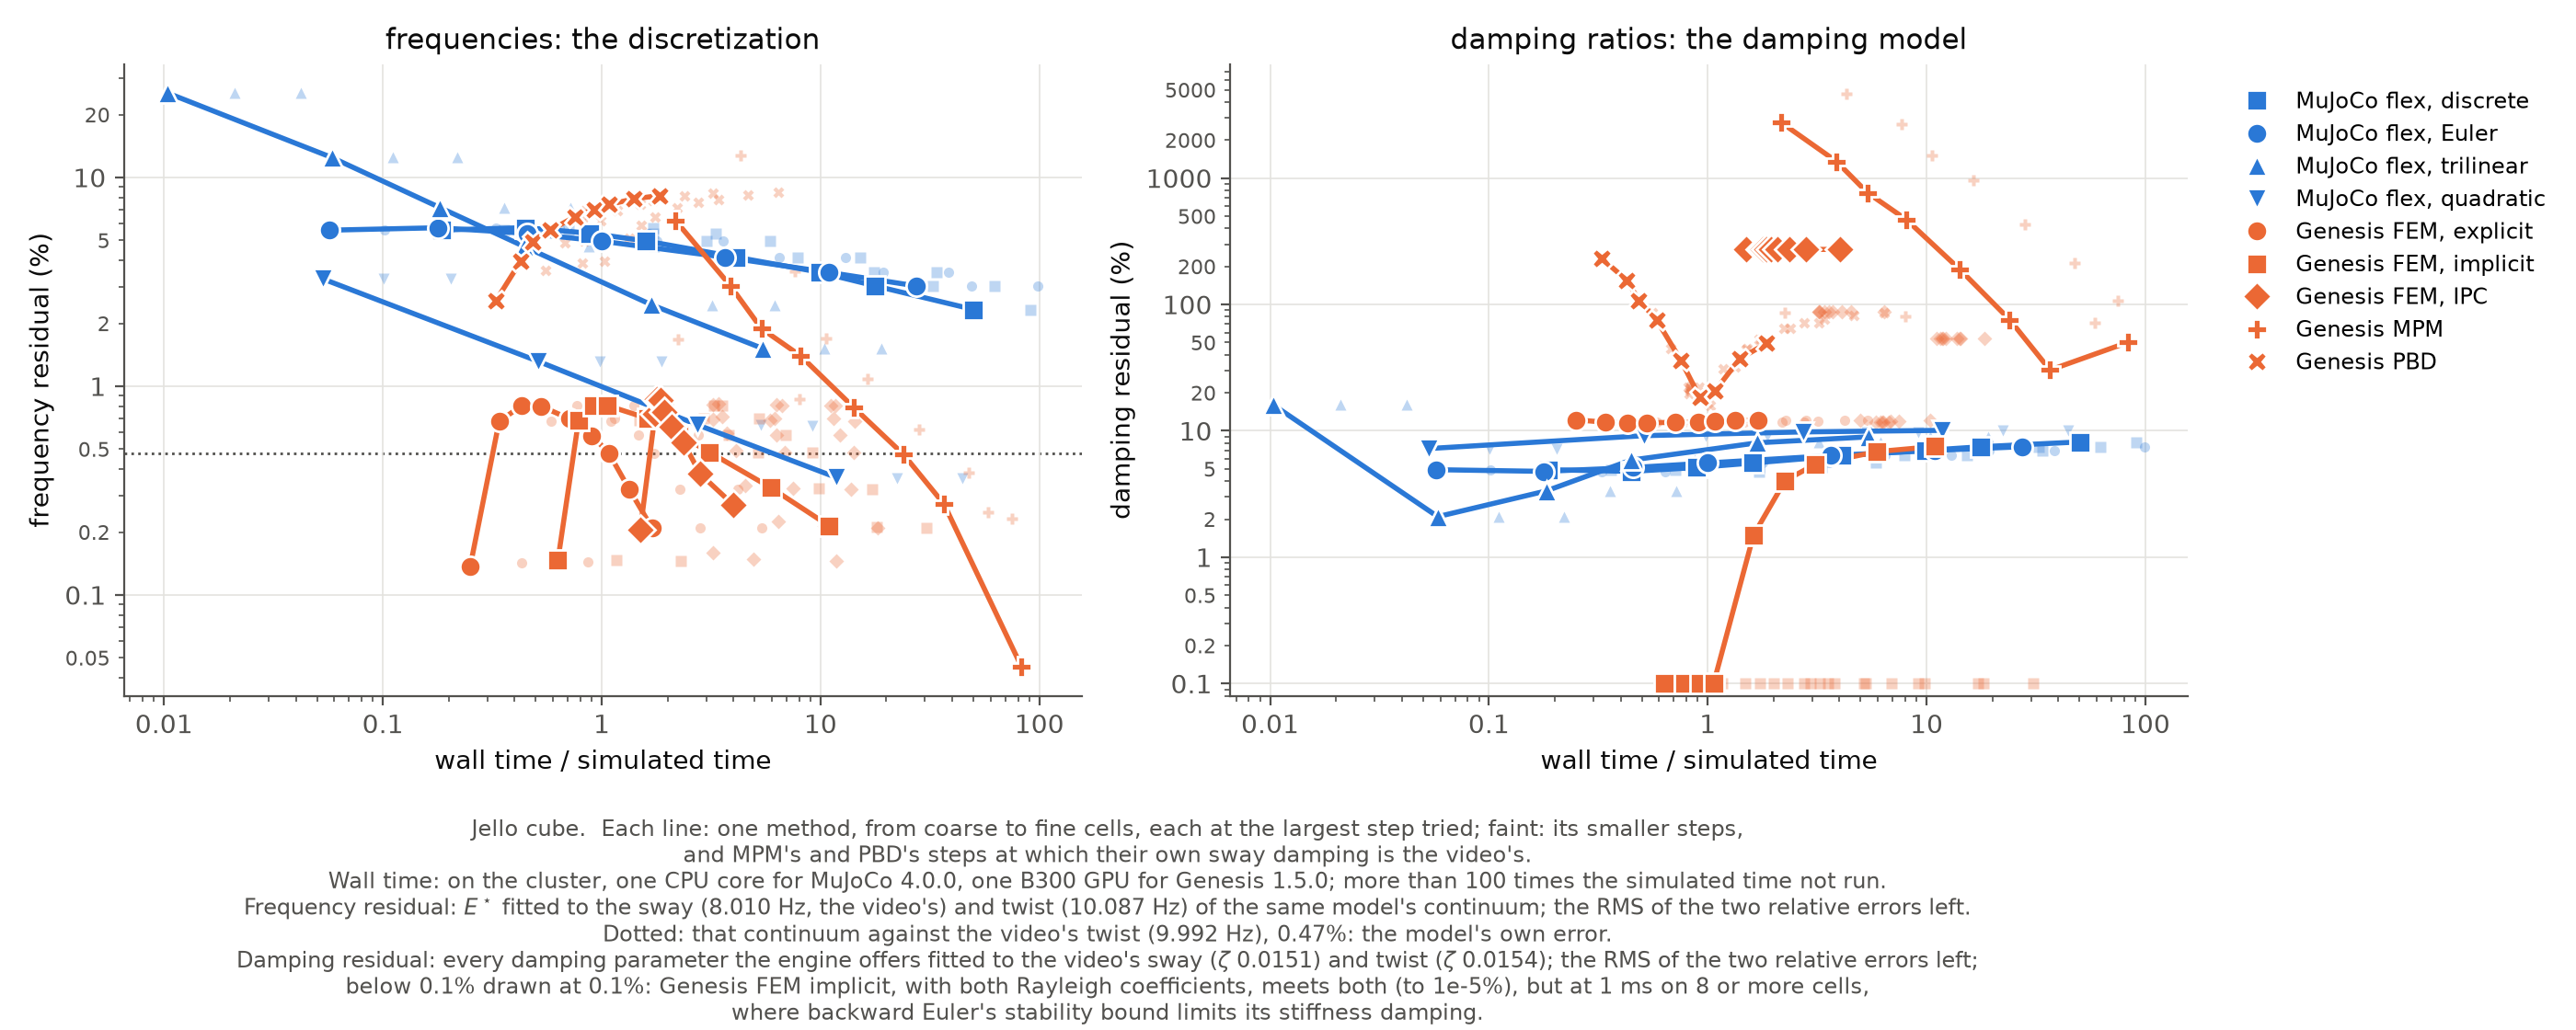 frequencies: the discretization
damping ratios: the damping model
frequency residual (%)
20
10
5
2
1
0.5
0.2
0.1
0.05
0.01
0.1
1
10
100
wall time / simulated time
damping residual (%)
5000
2000
1000
500
200
100
50
20
10
5
2
1
0.5
0.2
0.1
0.01
0.1
1
10
100
wall time / simulated time
MuJoCo flex, discrete
MuJoCo flex, Euler
MuJoCo flex, trilinear
MuJoCo flex, quadratic
Genesis FEM, explicit
Genesis FEM, implicit
Genesis FEM, IPC
Genesis MPM
Genesis PBD
Jello cube. Each line: one method, from coarse to fine cells, each at the largest step tried; faint: its smaller steps,
and MPM's and PBD's steps at which their own sway damping is the video's.
Wall time: on the cluster, one CPU core for MuJoCo 4.0.0, one B300 GPU for Genesis 1.5.0; more than 100 times the simulated time not run.
Frequency residual: E* fitted to the sway (8.010 Hz, the video's) and twist (10.087 Hz) of the same model's continuum; the RMS of the two relative errors left.
Dotted: that continuum against the video's twist (9.992 Hz), 0.47%: the model's own error.
Damping residual: every damping parameter the engine offers fitted to the video's sway (ζ 0.0151) and twist (ζ 0.0154); the RMS of the two relative errors left;
below 0.1% drawn at 0.1%: Genesis FEM implicit, with both Rayleigh coefficients, meets both (to 1e-5%), but at 1 ms on 8 or more cells,
where backward Euler's stability bound limits its stiffness damping.